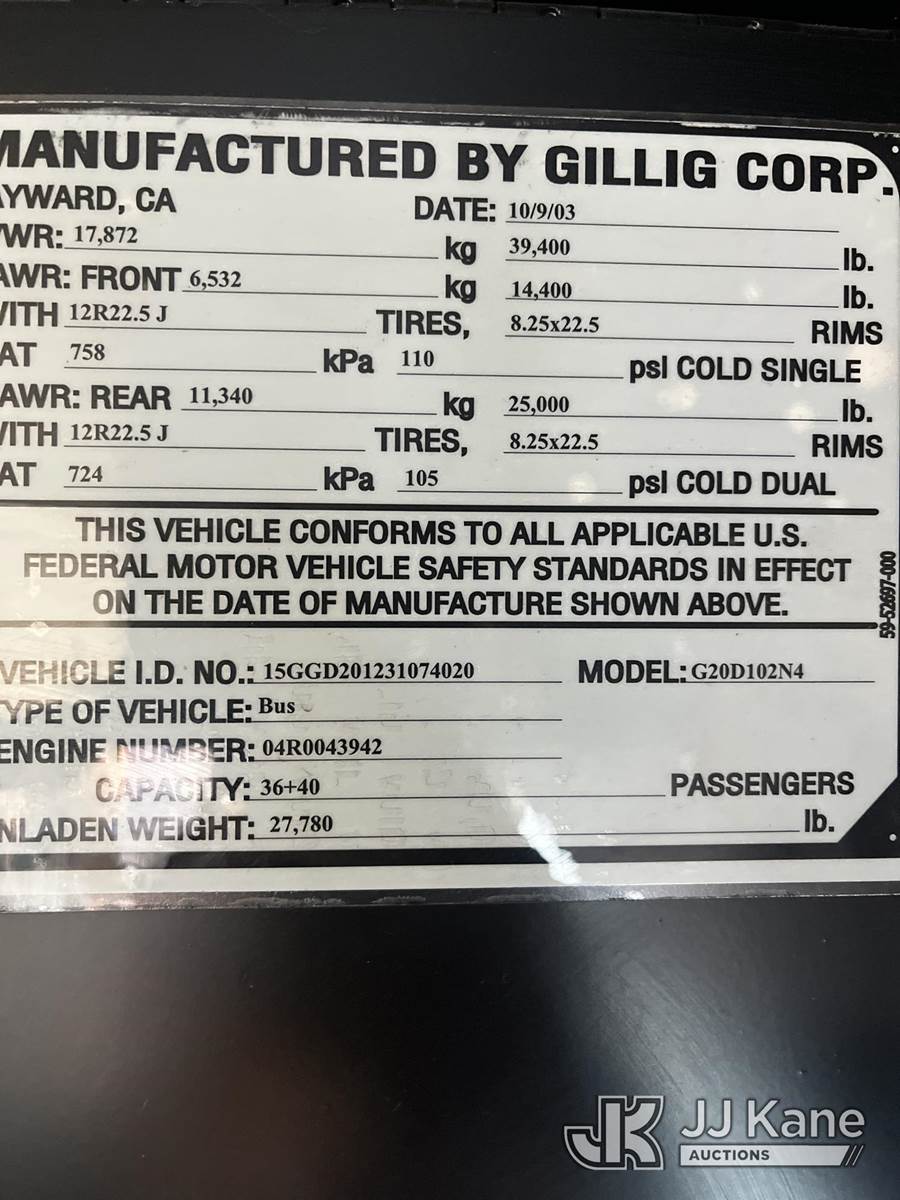 MANUFACTURED BY GILLIG CORP.
AYWARD, CA DATE: 10/9/03
VWR: 17,872 kg 39,400 lb.
AWR: FRONT 6,532 kg 14,400 lb.
WITH 12R22.5 J TIRES, 8.25x22.5 RIMS
AT 758 kPa 110 psI COLD SINGLE
AWR: REAR 11,340 kg 25,000 lb.
WITH 12R22.5 J TIRES, 8.25x22.5 RIMS
AT 724 kPa 105 psI COLD DUAL
THIS VEHICLE CONFORMS TO ALL APPLICABLE U.S.
FEDERAL MOTOR VEHICLE SAFETY STANDARDS IN EFFECT
ON THE DATE OF MANUFACTURE SHOWN ABOVE.
59-52697-000
VEHICLE I.D. NO.: 15GGD201231074020 MODEL: G20D102N4
TYPE OF VEHICLE: Bus
ENGINE NUMBER: 04R0043942
CAPACITY: 36+40 PASSENGERS
NLADEN WEIGHT: 27,780 lb.
JK JJ Kane
AUCTIONS